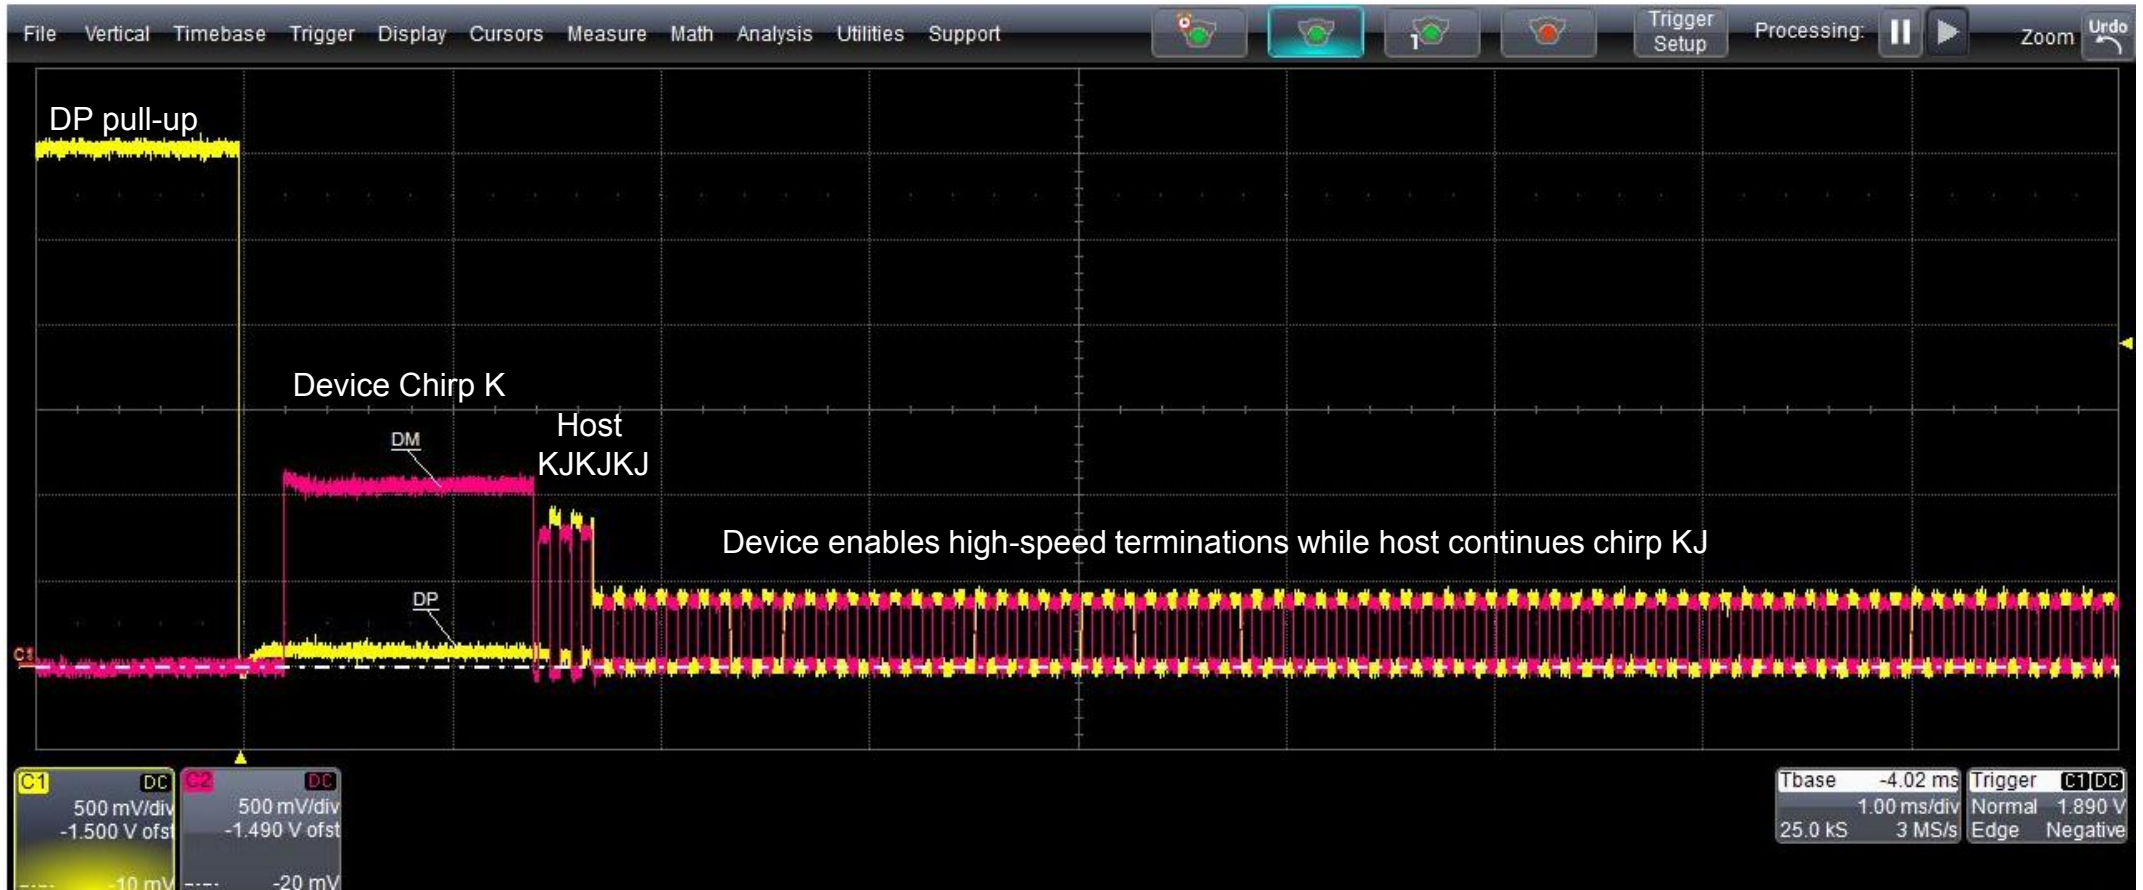 File Vertical Timebase Trigger Display Cursors Measure Math Analysis Utilities Support
1
Trigger
Setup
Processing:
Zoom
Undo
DP pull-up
Device Chirp K
DM
Host
KJKJKJ
Device enables high-speed terminations while host continues chirp KJ
DP
C1 DC
500 mV/div
-1.500 V ofst
-10 mV
C2 DC
500 mV/div
-1.490 V ofst
-20 mV
Tbase -4.02 ms
1.00 ms/div
25.0 kS 3 MS/s
Trigger C1 DC
Normal 1.890 V
Edge Negative